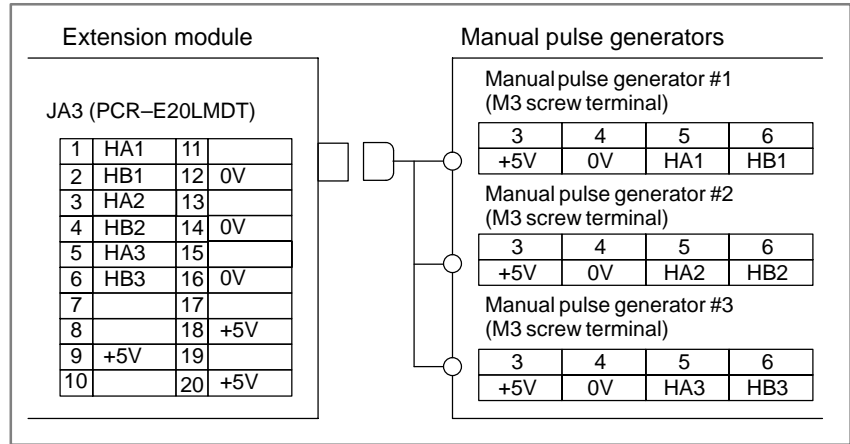 Extension module
Manual pulse generators
JA3 (PCR–E20LMDT)
1 HA1 11
2 HB1 12 0V
3 HA2 13
4 HB2 14 0V
5 HA3 15
6 HB3 16 0V
7 17
8 18 +5V
9 +5V 19
10 20 +5V
Manual pulse generator #1
(M3 screw terminal)
3 4 5 6
+5V 0V HA1 HB1
Manual pulse generator #2
(M3 screw terminal)
3 4 5 6
+5V 0V HA2 HB2
Manual pulse generator #3
(M3 screw terminal)
3 4 5 6
+5V 0V HA3 HB3